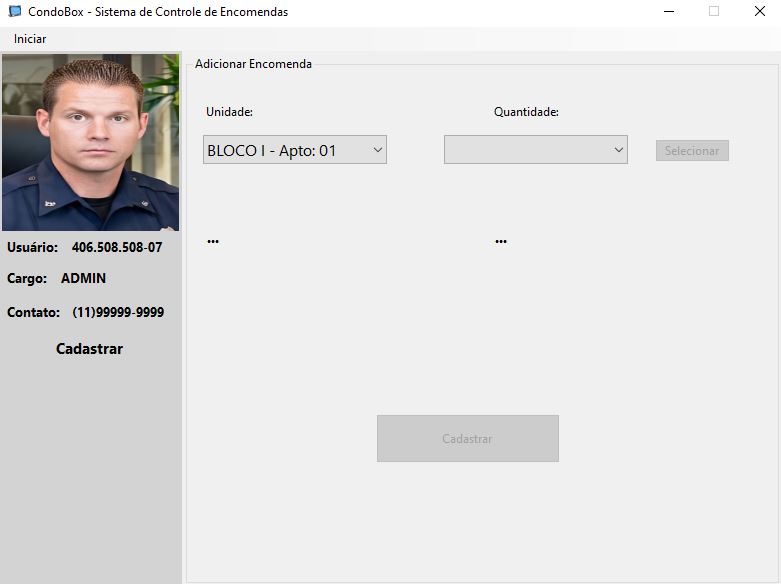 CondoBox - Sistema de Controle de Encomendas
Iniciar
Adicionar Encomenda
Unidade: Quantidade:
BLOCO I - Apto: 01 Selecionar
... ...
Usuário: 406.508.508-07
Cargo: ADMIN
Contato: (11)99999-9999
Cadastrar
Cadastrar